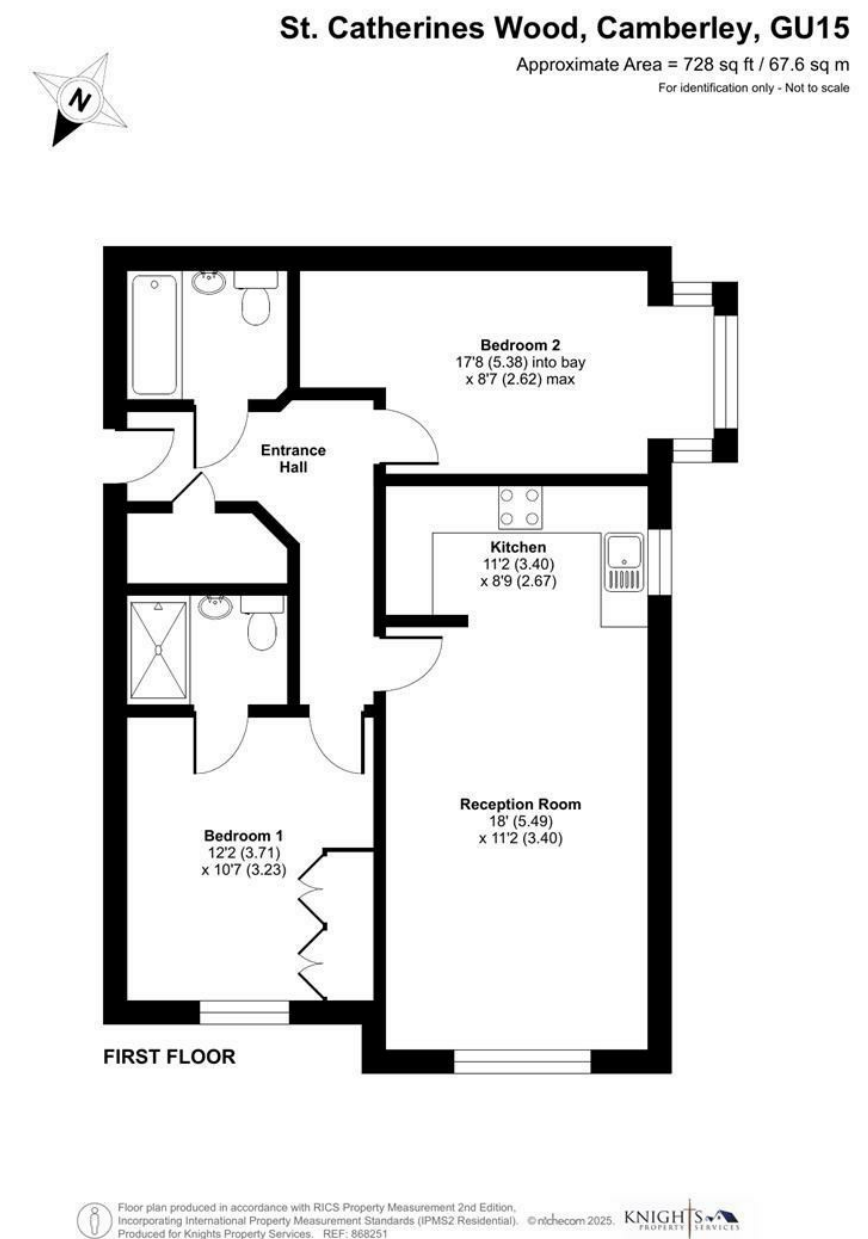 St. Catherines Wood, Camberley, GU15
Approximate Area = 728 sq ft / 67.6 sq m
For identification only - Not to scale
N
Bedroom 2
17'8 (5.38) into bay
x 8'7 (2.62) max
Entrance
Hall
Kitchen
11'2 (3.40)
x 8'9 (2.67)
Reception Room
18' (5.49)
x 11'2 (3.40)
Bedroom 1
12'2 (3.71)
x 10'7 (3.23)
FIRST FLOOR
Floor plan produced in accordance with RICS Property Measurement 2nd Edition,
Incorporating International Property Measurement Standards (IPMS2 Residential). © nichecom 2025.
Produced for Knights Property Services. REF: 868251
KNIGHTS
PROPERTY SERVICES